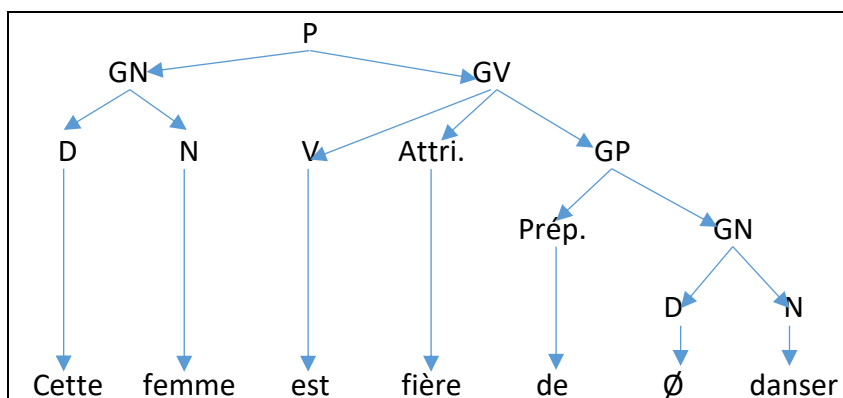 P
GN GV
D N V Attri. GP
Prép. GN
D N
Cette femme est fière de Ø danser